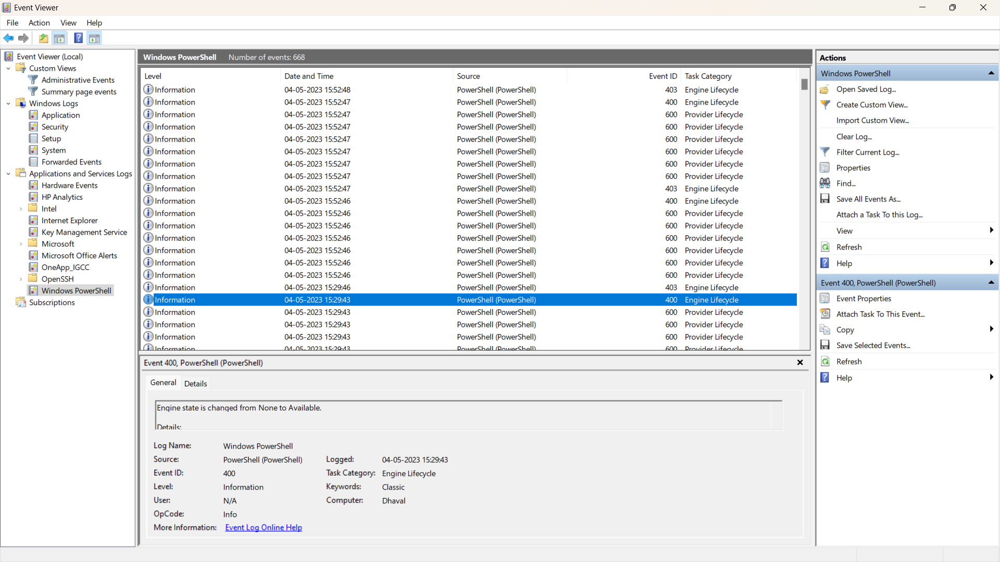 Event Viewer
File Action View Help
Event Viewer (Local)
Custom Views
Administrative Events
Summary page events
Windows Logs
Application
Security
Setup
System
Forwarded Events
Applications and Services Logs
Hardware Events
HP Analytics
Intel
Internet Explorer
Key Management Service
Microsoft
Microsoft Office Alerts
OneApp_IGCC
OpenSSH
Windows PowerShell
Subscriptions
Windows PowerShell Number of events: 668
Level Date and Time Source Event ID Task Category
Information 04-05-2023 15:52:48 PowerShell (PowerShell) 403 Engine Lifecycle
Information 04-05-2023 15:52:47 PowerShell (PowerShell) 400 Engine Lifecycle
Information 04-05-2023 15:52:47 PowerShell (PowerShell) 600 Provider Lifecycle
Information 04-05-2023 15:52:47 PowerShell (PowerShell) 600 Provider Lifecycle
Information 04-05-2023 15:52:47 PowerShell (PowerShell) 600 Provider Lifecycle
Information 04-05-2023 15:52:47 PowerShell (PowerShell) 600 Provider Lifecycle
Information 04-05-2023 15:52:47 PowerShell (PowerShell) 600 Provider Lifecycle
Information 04-05-2023 15:52:47 PowerShell (PowerShell) 600 Provider Lifecycle
Information 04-05-2023 15:52:47 PowerShell (PowerShell) 403 Engine Lifecycle
Information 04-05-2023 15:52:46 PowerShell (PowerShell) 400 Engine Lifecycle
Information 04-05-2023 15:52:46 PowerShell (PowerShell) 600 Provider Lifecycle
Information 04-05-2023 15:52:46 PowerShell (PowerShell) 600 Provider Lifecycle
Information 04-05-2023 15:52:46 PowerShell (PowerShell) 600 Provider Lifecycle
Information 04-05-2023 15:52:46 PowerShell (PowerShell) 600 Provider Lifecycle
Information 04-05-2023 15:52:46 PowerShell (PowerShell) 600 Provider Lifecycle
Information 04-05-2023 15:52:46 PowerShell (PowerShell) 600 Provider Lifecycle
Information 04-05-2023 15:29:46 PowerShell (PowerShell) 403 Engine Lifecycle
Information 04-05-2023 15:29:43 PowerShell (PowerShell) 400 Engine Lifecycle
Information 04-05-2023 15:29:43 PowerShell (PowerShell) 600 Provider Lifecycle
Information 04-05-2023 15:29:43 PowerShell (PowerShell) 600 Provider Lifecycle
Information 04-05-2023 15:29:43 PowerShell (PowerShell) 600 Provider Lifecycle
Information 04-05-2023 15:29:43 PowerShell (PowerShell) 600 Provider Lifecycle
Event 400, PowerShell (PowerShell)
General Details
Engine state is changed from None to Available.
Details:
Log Name: Windows PowerShell
Source: PowerShell (PowerShell) Logged: 04-05-2023 15:29:43
Event ID: 400 Task Category: Engine Lifecycle
Level: Information Keywords: Classic
User: N/A Computer: Dhaval
OpCode: Info
More Information: Event Log Online Help
Actions
Windows PowerShell
Open Saved Log...
Create Custom View...
Import Custom View...
Clear Log...
Filter Current Log...
Properties
Find...
Save All Events As...
Attach a Task To this Log...
View
Refresh
Help
Event 400, PowerShell (PowerShell)
Event Properties
Attach Task To This Event...
Copy
Save Selected Events...
Refresh
Help